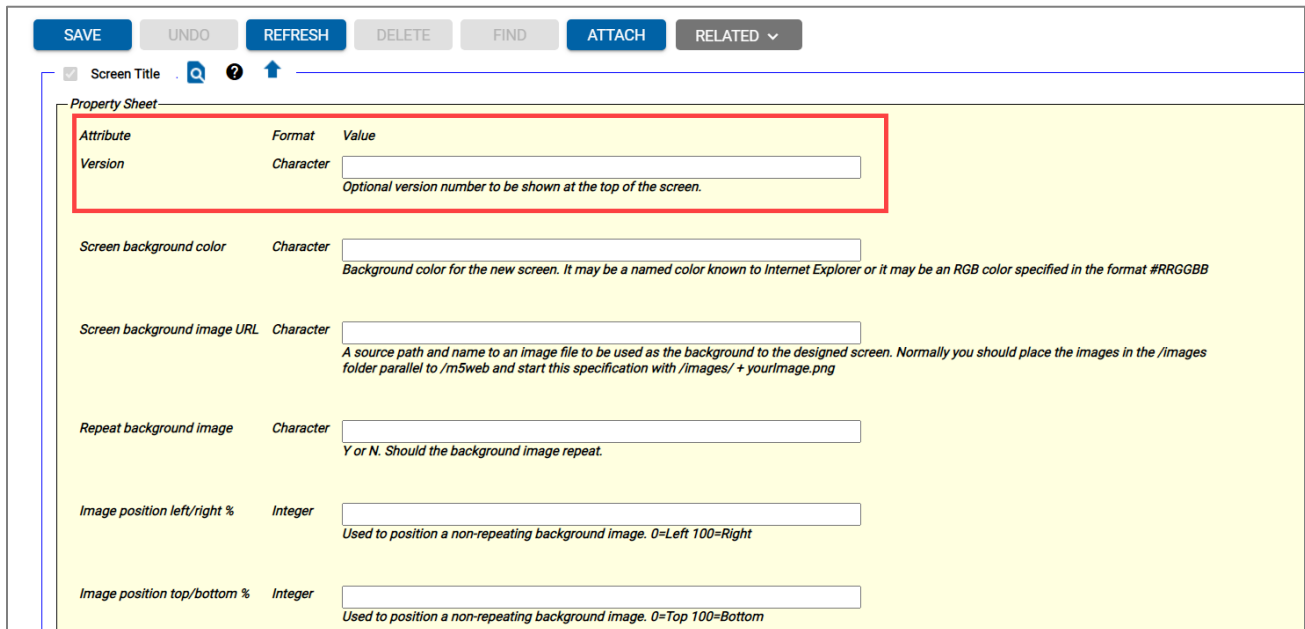 SAVE UNDO REFRESH DELETE FIND ATTACH RELATED
Screen Title .
Property Sheet
Attribute Format Value
Version Character
Optional version number to be shown at the top of the screen.
Screen background color Character
Background color for the new screen. It may be a named color known to Internet Explorer or it may be an RGB color specified in the format #RRGGBB
Screen background image URL Character
A source path and name to an image file to be used as the background to the designed screen. Normally you should place the images in the /images
folder parallel to /m5web and start this specification with /images/ + yourImage.png
Repeat background image Character
Y or N. Should the background image repeat.
Image position left/right % Integer
Used to position a non-repeating background image. 0=Left 100=Right
Image position top/bottom % Integer
Used to position a non-repeating background image. 0=Top 100=Bottom